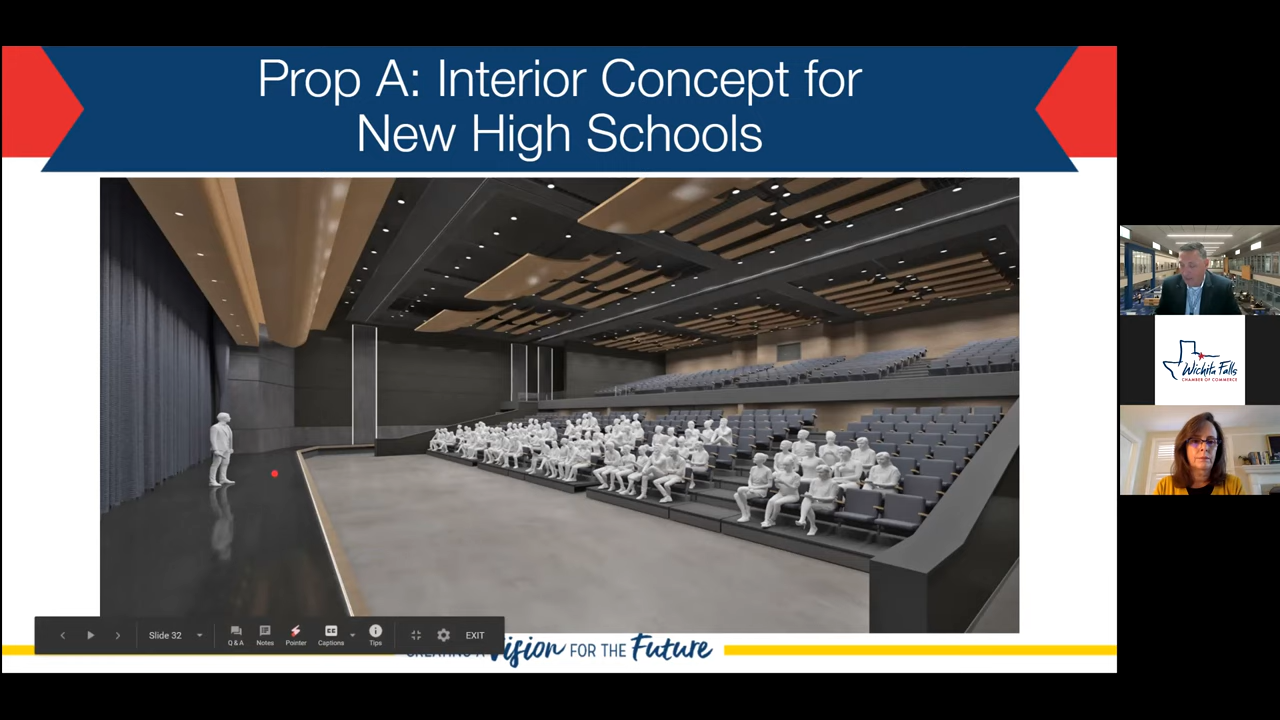 Prop A: Interior Concept for
New High Schools
Slide 32
Q & A
Notes
Pointer
Captions
Tips
EXIT
CREATING A Vision FOR THE Future
Wichita Falls
CHAMBER OF COMMERCE